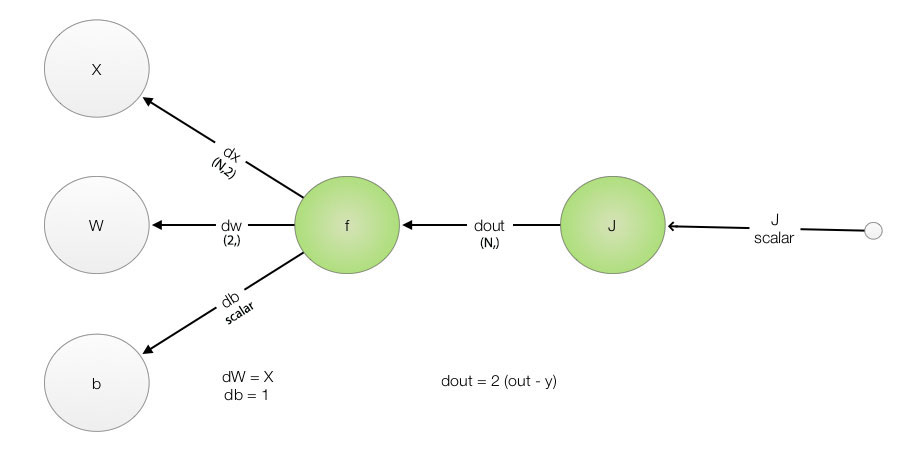 X
dx
(N,2)
W
dw
(2,)
f
dout
(N,)
J
J
scalar
db
scalar
b
dW = X
db = 1
dout = 2 (out - y)